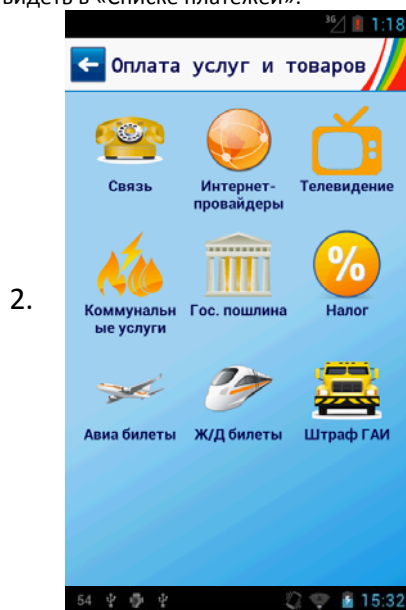 видеть в «Списке платежей».
3G 1:18
Оплата услуг и товаров
Связь Интернет- Телевидение
провайдеры
2.
%
Коммунальн Гос. пошлина Налог
ые услуги
Авиа билеты Ж/Д билеты Штраф ГАИ
54 15:32